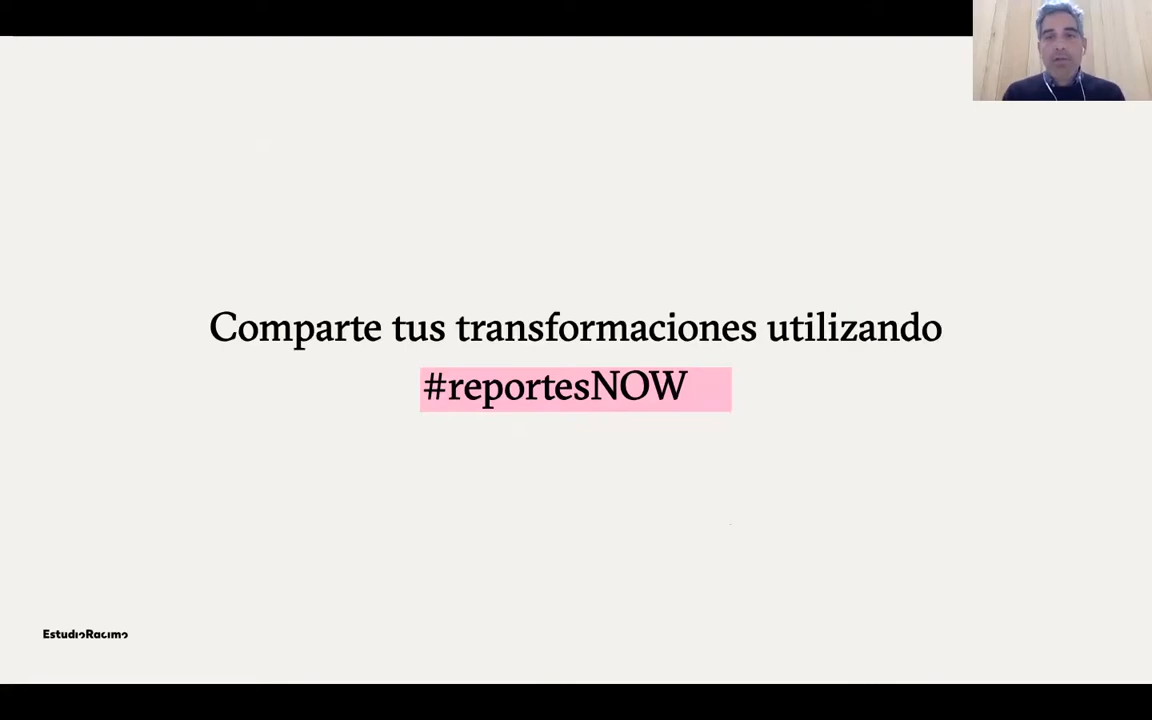 Comparte tus transformaciones utilizando
#reportesNOW
EstudioRacimo